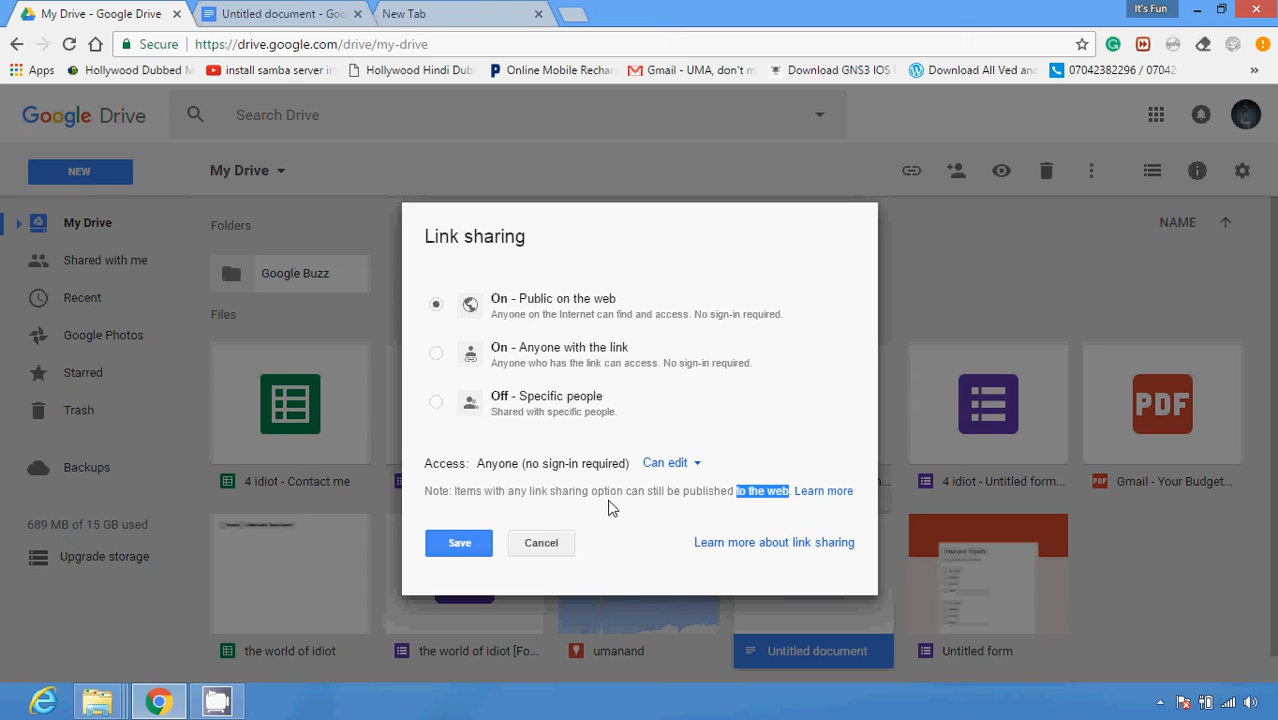 My Drive - Google Drive
Untitled document - Goo
New Tab
It's Fun
Secure
https://drive.google.com/drive/my-drive
Apps
Hollywood Dubbed M
install samba server in
Hollywood Hindi Dub
Online Mobile Rechar
Gmail - UMA, don't m
Download GNS3 IOS
Download All Ved and
07042382296 / 07042
Google Drive
Search Drive
NEW
My Drive
My Drive
Shared with me
Recent
Google Photos
Starred
Trash
Backups
689 MB of 15 GB used
Upgrade storage
Folders
NAME
Google Buzz
Files
Link sharing
On - Public on the web
Anyone on the Internet can find and access. No sign-in required.
On - Anyone with the link
Anyone who has the link can access. No sign-in required.
Off - Specific people
Shared with specific people.
Access: Anyone (no sign-in required) Can edit
Note: Items with any link sharing option can still be published to the web. Learn more
Save
Cancel
Learn more about link sharing
PDF
4 idiot - Contact me
4 idiot - Untitled form...
Gmail - Your Budget...
the world of idiot
the world of idiot [Fo...
umanand
Untitled document
Untitled form